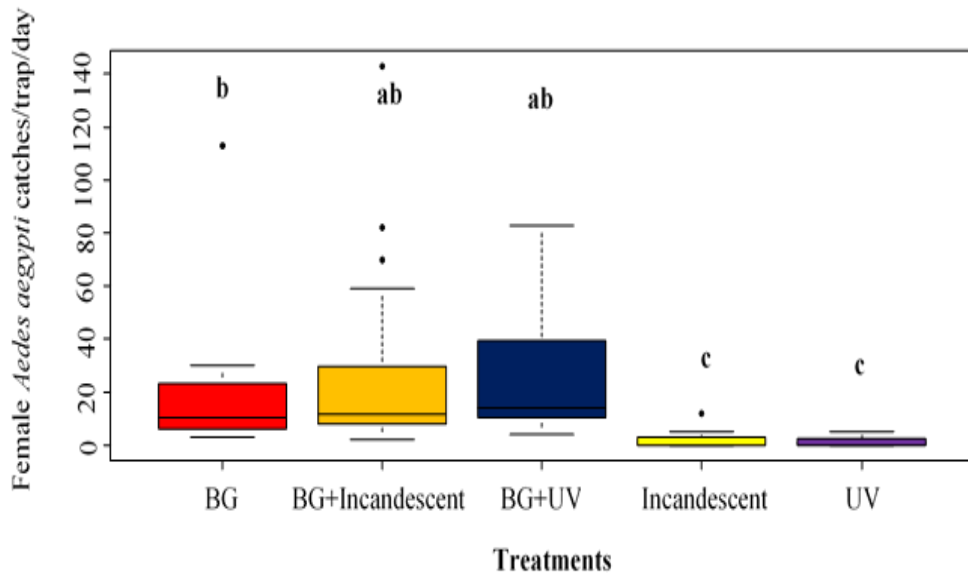 Female Aedes aegypti catches/trap/day
140
120
100
80
60
40
20
0
b
ab
ab
c
c
BG
BG+Incandescent
BG+UV
Incandescent
UV
Treatments